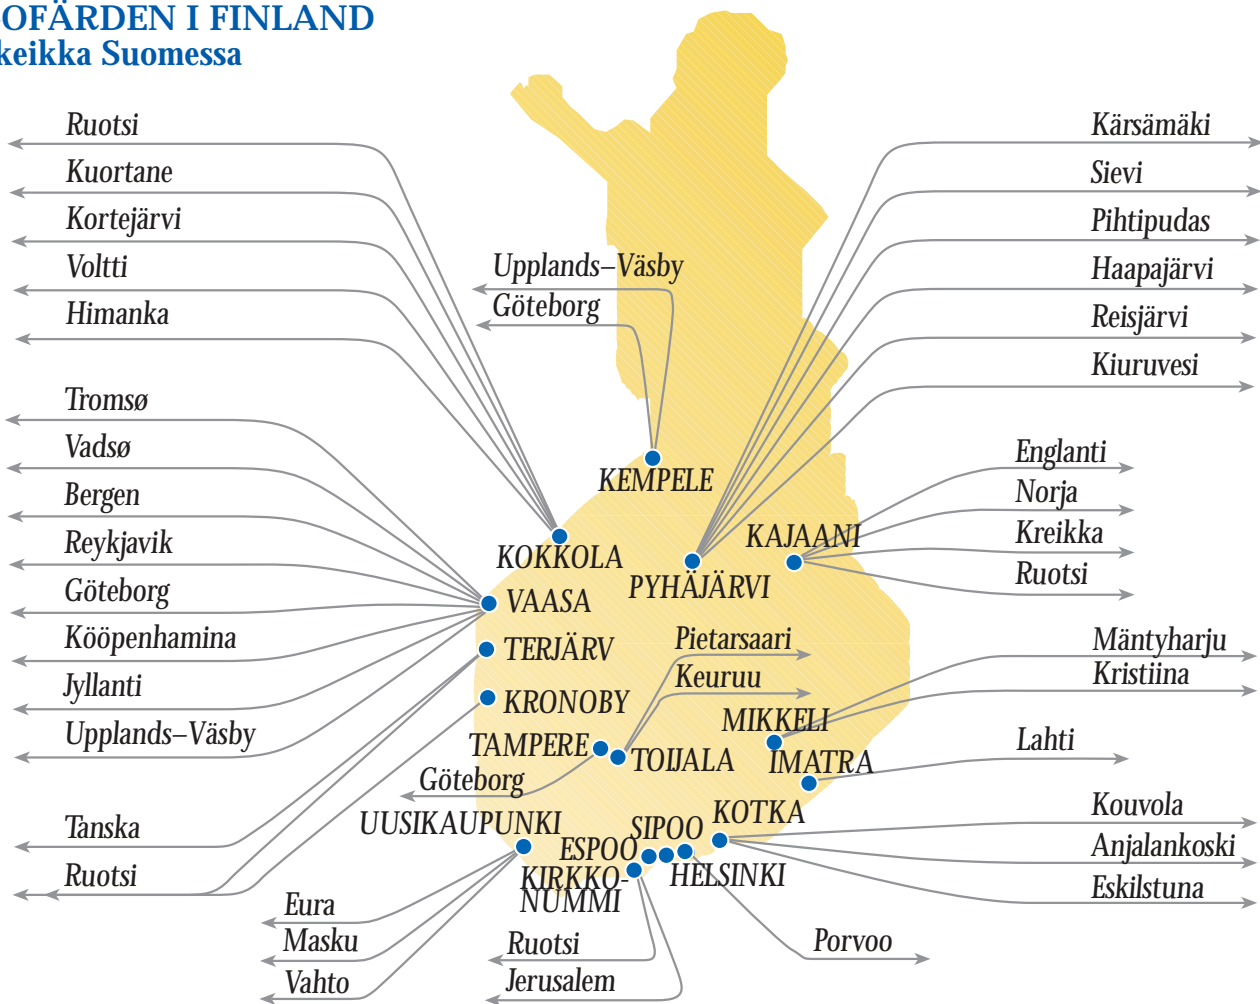 OFÄRDEN I FINLAND
keikka Suomessa
Ruotsi
Kuortane
Kortejärvi
Voltti
Himanka
Upplands–Väsby
Göteborg
Kärsämäki
Sievi
Pihtipudas
Haapajärvi
Reisjärvi
Kiuruvesi
Tromsø
Vadsø
Bergen
Reykjavik
Göteborg
Kööpenhamina
Jyllanti
Upplands–Väsby
Tanska
Ruotsi
KEMPELE
KOKKOLA
PYHÄJÄRVI
KAJAANI
Englanti
Norja
Kreikka
Ruotsi
VAASA
TERJÄRV
KRONOBY
Pietarsaari
Keuruu
TAMPERE
TOIJALA
Göteborg
MIKKELI
Mäntyharju
Kristiina
IMATRA
Lahti
UUSIKAUPUNKI
ESPOO
SIPOO
KOTKA
Kouvola
Anjalankoski
Eskilstuna
KIRKKO-
NUMMI
HELSINKI
Eura
Masku
Vahto
Ruotsi
Jerusalem
Porvoo